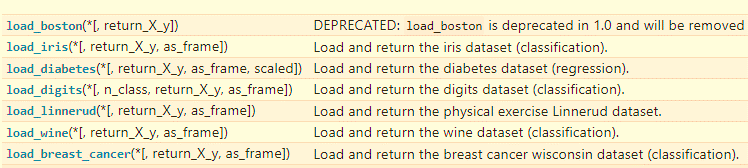 load_boston(*[, return_X_y]) DEPRECATED: load_boston is deprecated in 1.0 and will be removed
load_iris(*[, return_X_y, as_frame]) Load and return the iris dataset (classification).
load_diabetes(*[, return_X_y, as_frame, scaled]) Load and return the diabetes dataset (regression).
load_digits(*[, n_class, return_X_y, as_frame]) Load and return the digits dataset (classification).
load_linnerud(*[, return_X_y, as_frame]) Load and return the physical exercise Linnerud dataset.
load_wine(*[, return_X_y, as_frame]) Load and return the wine dataset (classification).
load_breast_cancer(*[, return_X_y, as_frame]) Load and return the breast cancer wisconsin dataset (classification).